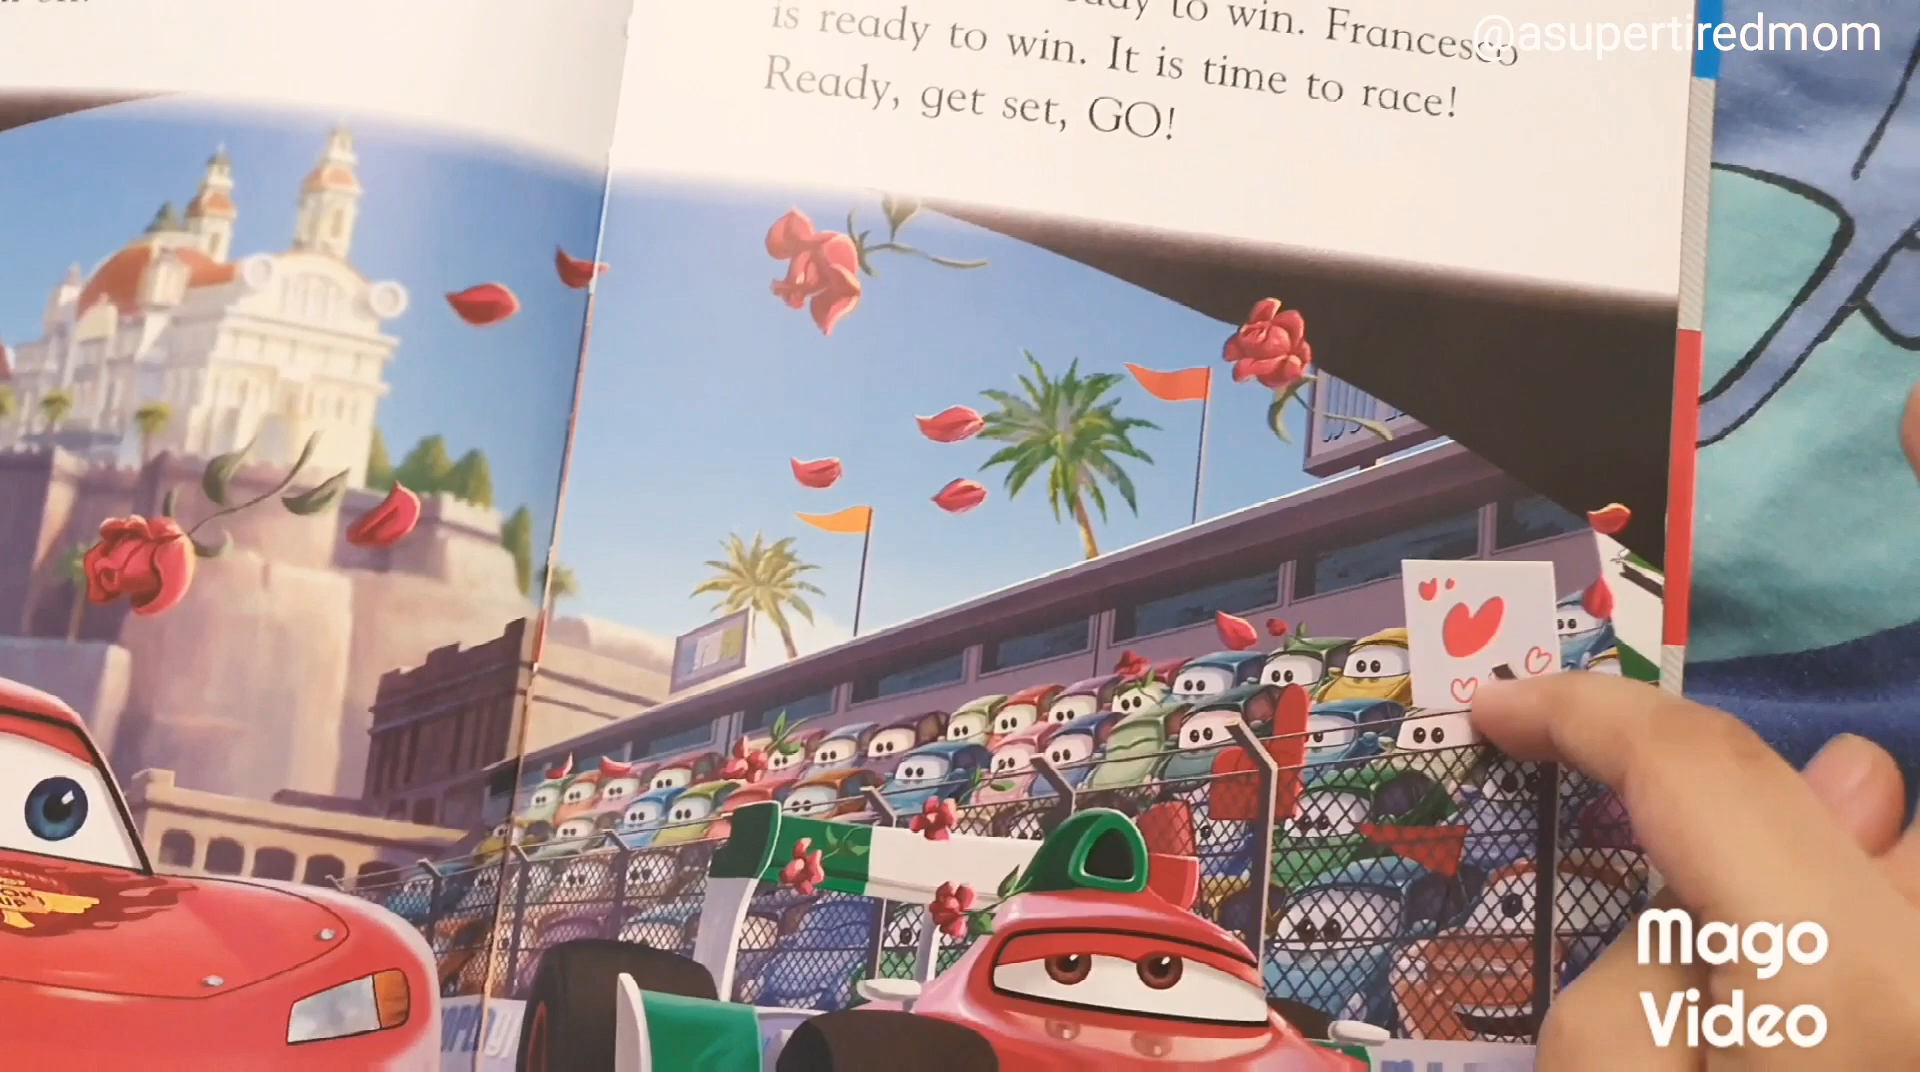 to win. Francesco
is ready to win. It is time to race!
Ready, get set, GO!
@asupertiredmom
Mago
Video